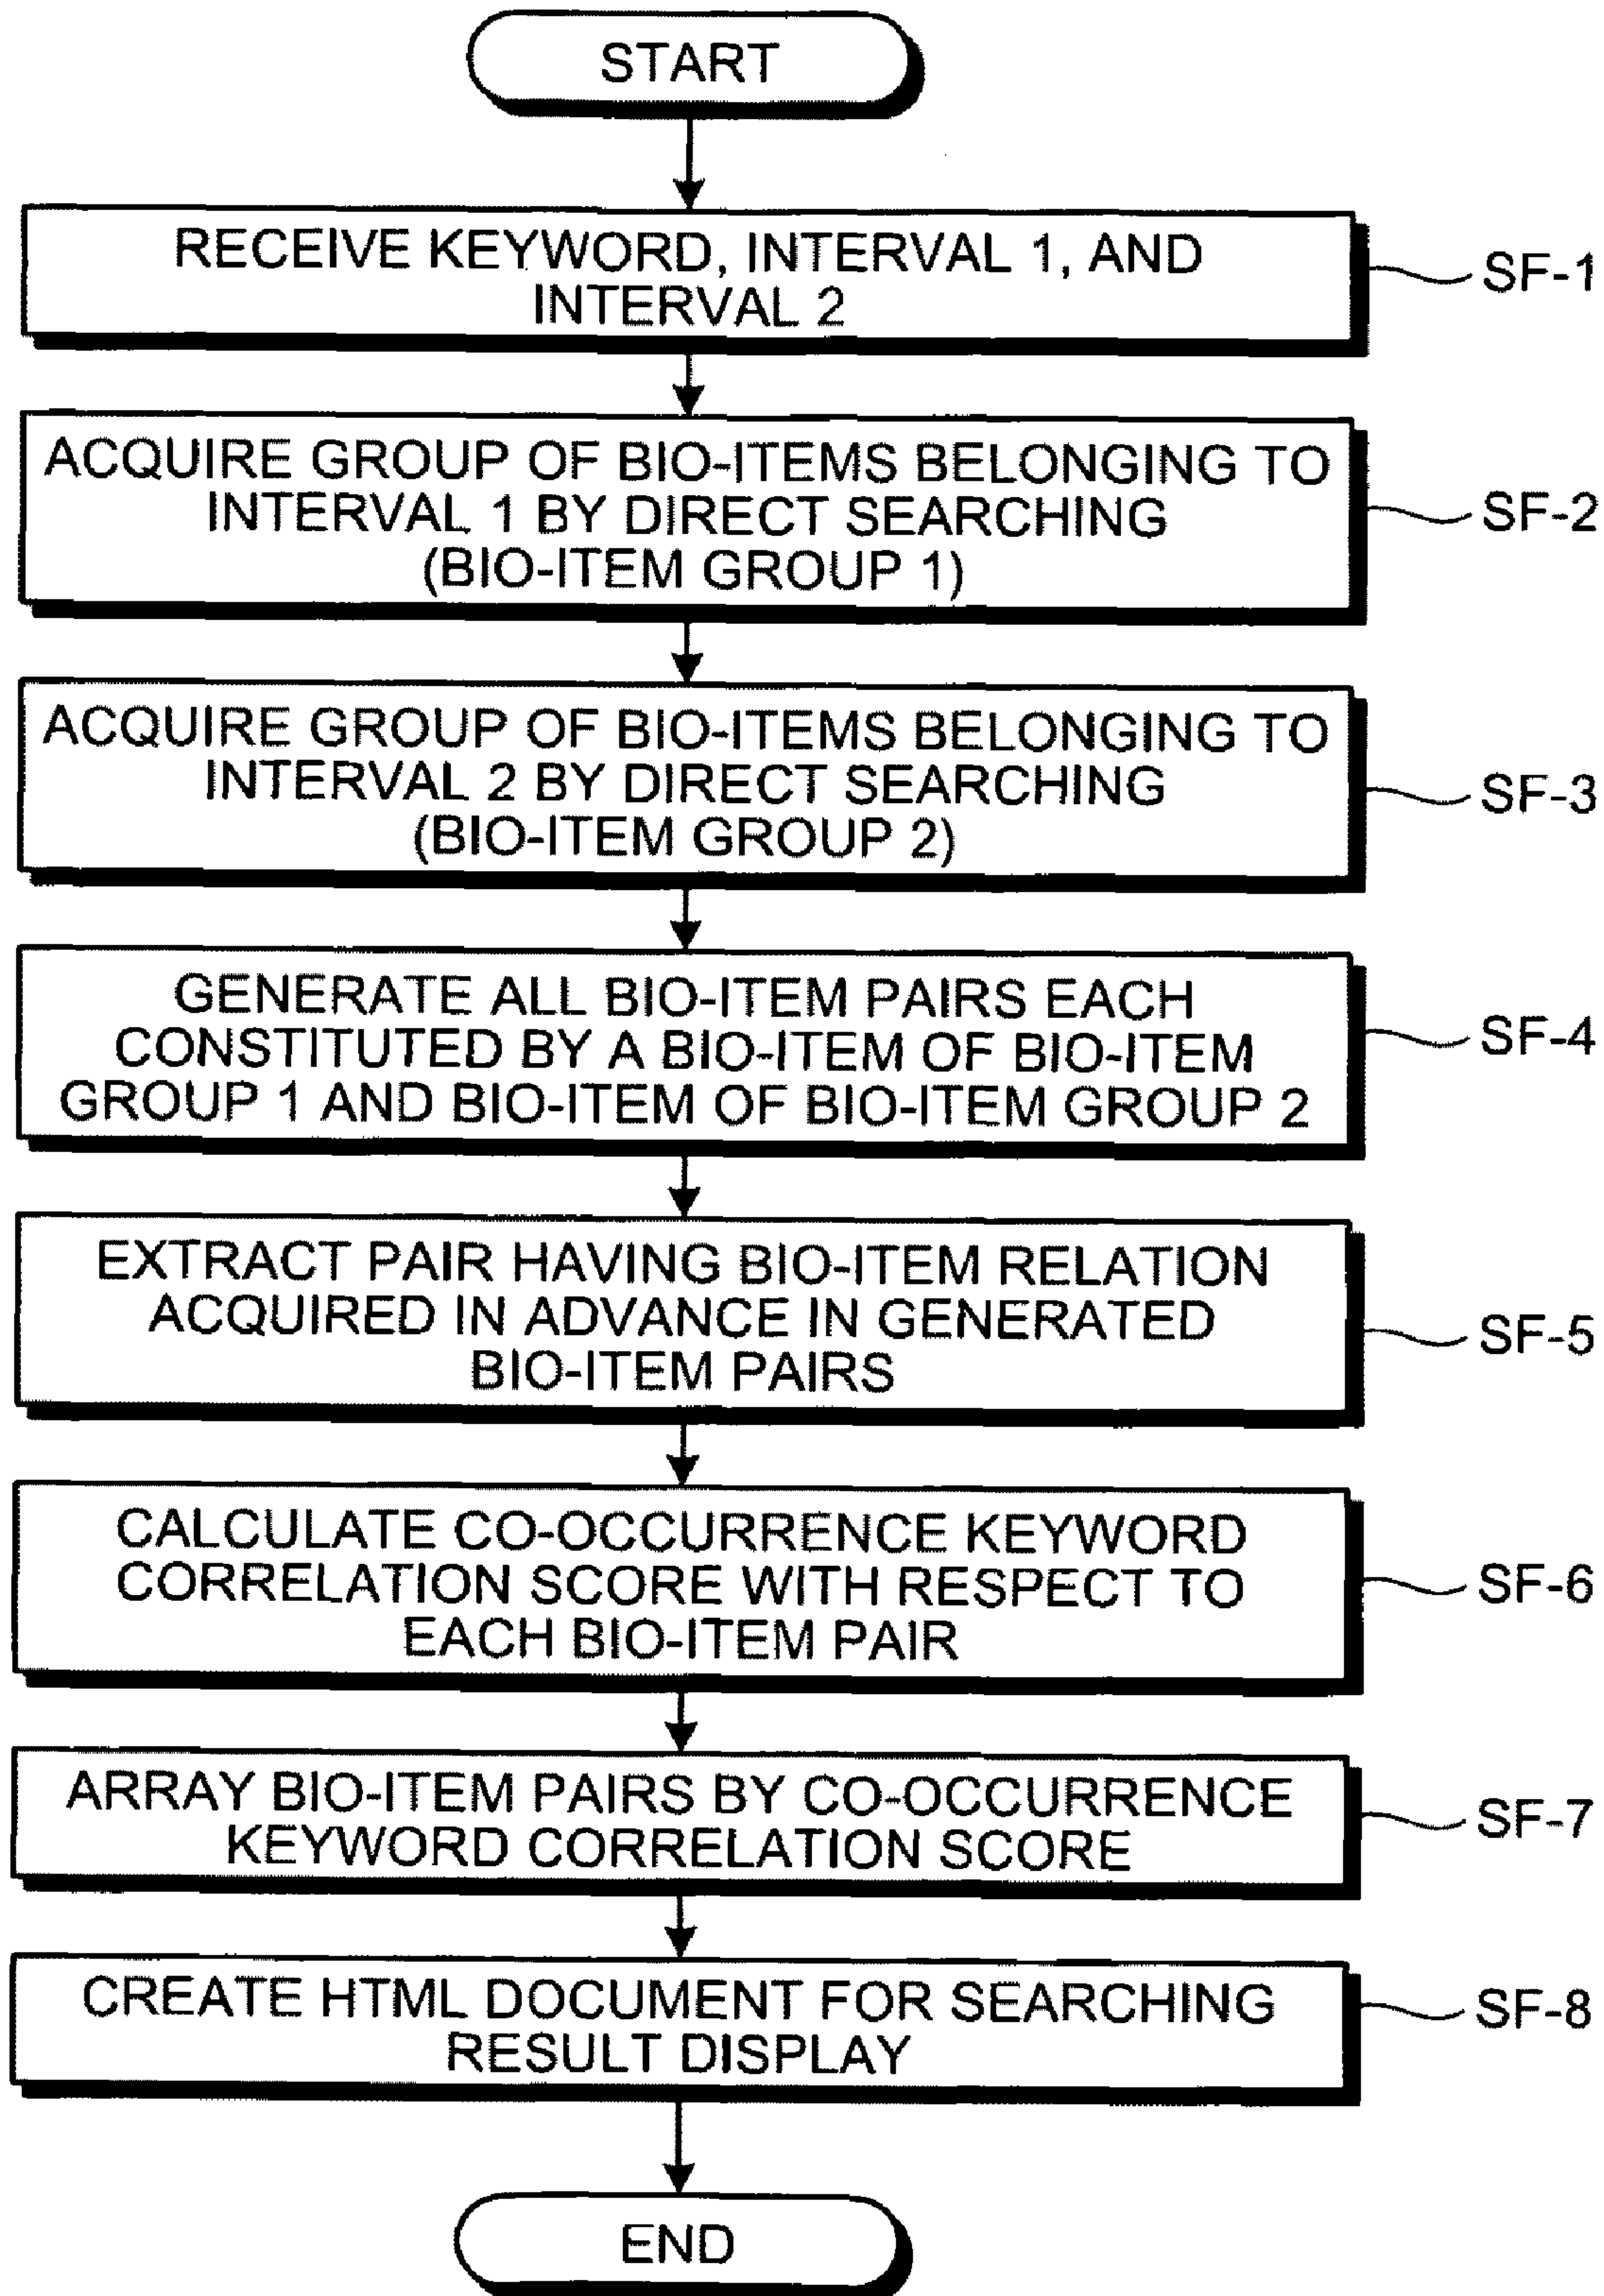 START
RECEIVE KEYWORD, INTERVAL 1, AND
INTERVAL 2
SF-1
ACQUIRE GROUP OF BIO-ITEMS BELONGING TO
INTERVAL 1 BY DIRECT SEARCHING
(BIO-ITEM GROUP 1)
SF-2
ACQUIRE GROUP OF BIO-ITEMS BELONGING TO
INTERVAL 2 BY DIRECT SEARCHING
(BIO-ITEM GROUP 2)
SF-3
GENERATE ALL BIO-ITEM PAIRS EACH
CONSTITUTED BY A BIO-ITEM OF BIO-ITEM
GROUP 1 AND BIO-ITEM OF BIO-ITEM GROUP 2
SF-4
EXTRACT PAIR HAVING BIO-ITEM RELATION
ACQUIRED IN ADVANCE IN GENERATED
BIO-ITEM PAIRS
SF-5
CALCULATE CO-OCCURRENCE KEYWORD
CORRELATION SCORE WITH RESPECT TO
EACH BIO-ITEM PAIR
SF-6
ARRAY BIO-ITEM PAIRS BY CO-OCCURRENCE
KEYWORD CORRELATION SCORE
SF-7
CREATE HTML DOCUMENT FOR SEARCHING
RESULT DISPLAY
SF-8
END